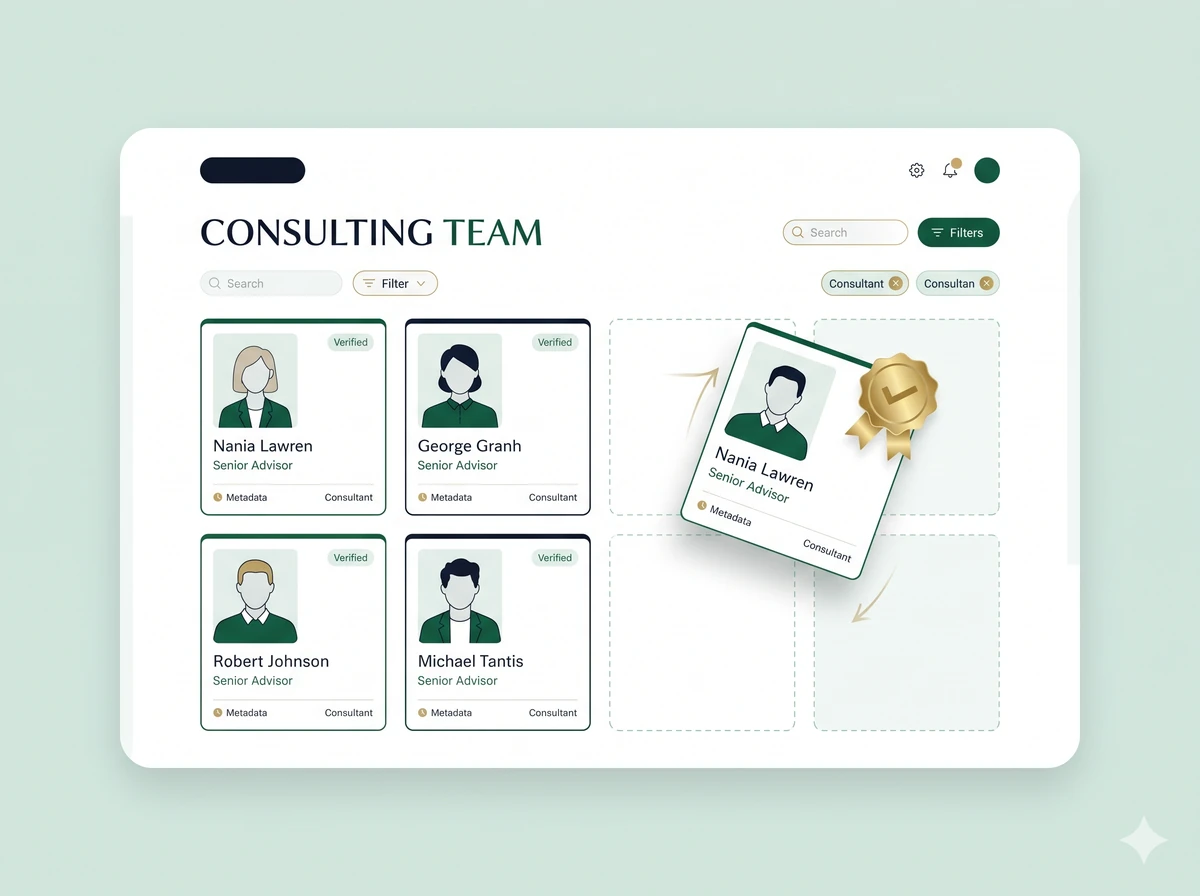 CONSULTING TEAM
Search
Filters
Search
Filter
Consultant
Consultan
Verified
Nania Lawren
Senior Advisor
Metadata
Consultant
Verified
George Granh
Senior Advisor
Metadata
Consultant
Nania Lawren
Senior Advisor
Metadata
Consultant
Verified
Robert Johnson
Senior Advisor
Metadata
Consultant
Verified
Michael Tantis
Senior Advisor
Metadata
Consultant